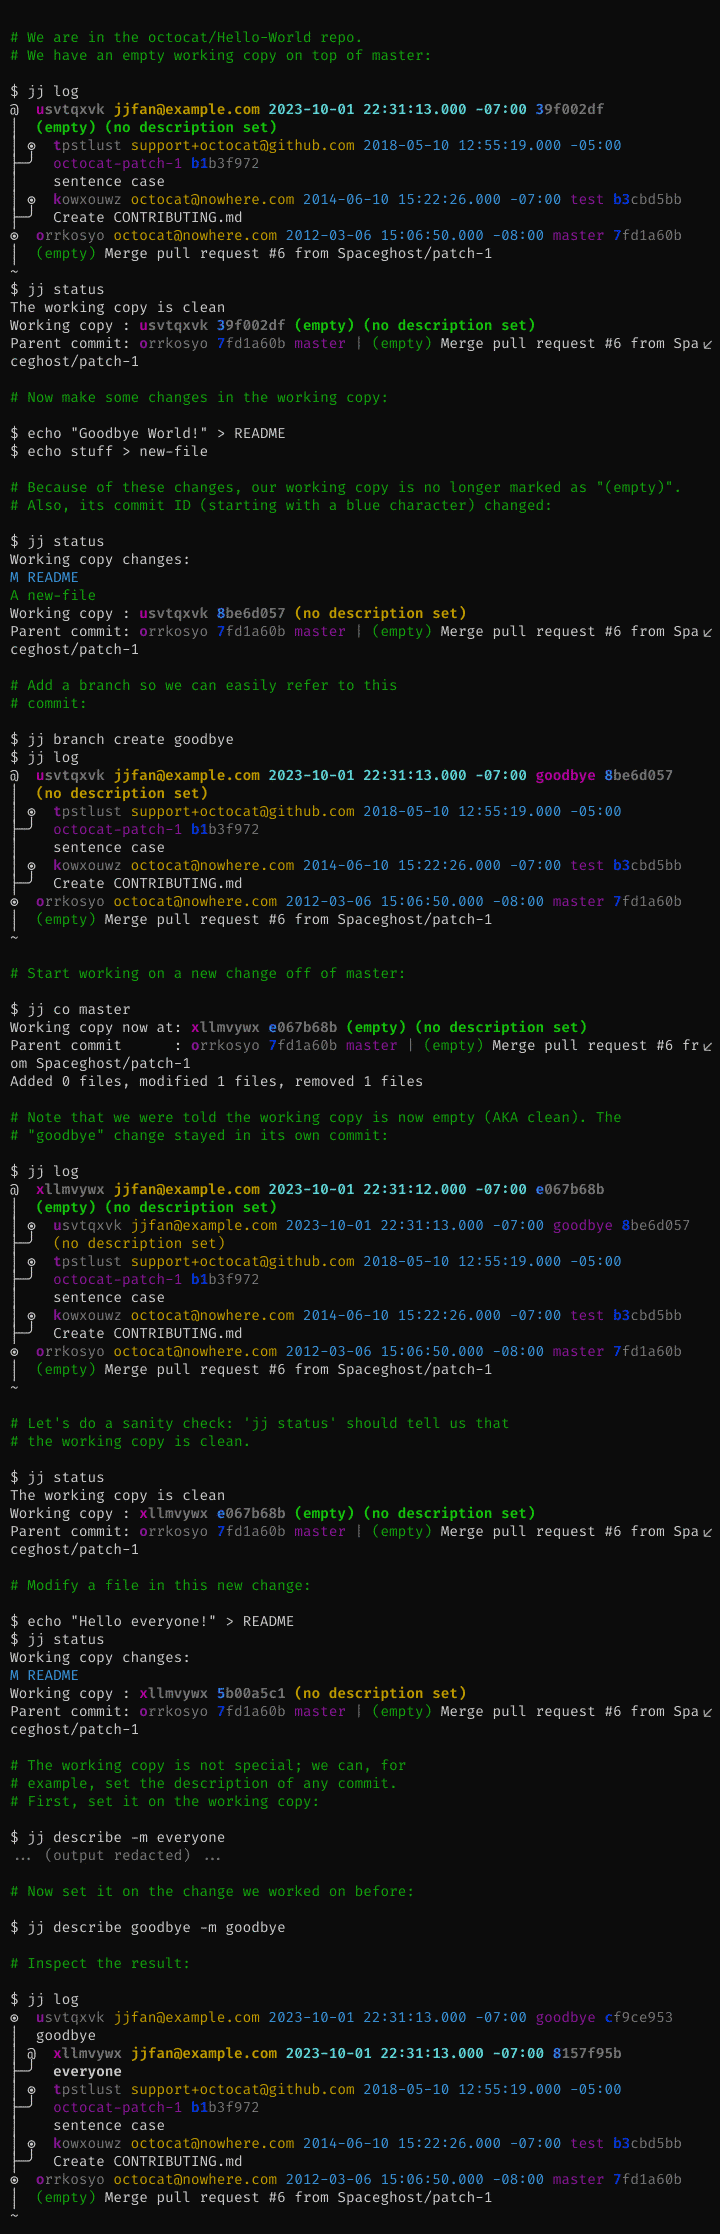 # We are in the octocat/Hello-World repo.
# We have an empty working copy on top of master:
$ jj log
@  usvtqxvk jjfan@example.com 2023-10-01 22:31:13.000 -07:00 39f002df
│  (empty) (no description set)
│ ◉  tpstlust support+octocat@github.com 2018-05-10 12:55:19.000 -05:00
├─╯  octocat-patch-1 b1b3f972
│    sentence case
│ ◉  kowxouwz octocat@nowhere.com 2014-06-10 15:22:26.000 -07:00 test b3cbd5bb
├─╯  Create CONTRIBUTING.md
◉  orrkosyo octocat@nowhere.com 2012-03-06 15:06:50.000 -08:00 master 7fd1a60b
│  (empty) Merge pull request #6 from Spaceghost/patch-1
~
$ jj status
The working copy is clean
Working copy : usvtqxvk 39f002df (empty) (no description set)
Parent commit: orrkosyo 7fd1a60b master | (empty) Merge pull request #6 from Spa↙
ceghost/patch-1
# Now make some changes in the working copy:
$ echo "Goodbye World!" > README
$ echo stuff > new-file
# Because of these changes, our working copy is no longer marked as "(empty)".
# Also, its commit ID (starting with a blue character) changed:
$ jj status
Working copy changes:
M README
A new-file
Working copy : usvtqxvk 8be6d057 (no description set)
Parent commit: orrkosyo 7fd1a60b master | (empty) Merge pull request #6 from Spa↙
ceghost/patch-1
# Add a branch so we can easily refer to this
# commit:
$ jj branch create goodbye
$ jj log
@  usvtqxvk jjfan@example.com 2023-10-01 22:31:13.000 -07:00 goodbye 8be6d057
│  (no description set)
│ ◉  tpstlust support+octocat@github.com 2018-05-10 12:55:19.000 -05:00
├─╯  octocat-patch-1 b1b3f972
│    sentence case
│ ◉  kowxouwz octocat@nowhere.com 2014-06-10 15:22:26.000 -07:00 test b3cbd5bb
├─╯  Create CONTRIBUTING.md
◉  orrkosyo octocat@nowhere.com 2012-03-06 15:06:50.000 -08:00 master 7fd1a60b
│  (empty) Merge pull request #6 from Spaceghost/patch-1
~
# Start working on a new change off of master:
$ jj co master
Working copy now at: xllmvywx e067b68b (empty) (no description set)
Parent commit      : orrkosyo 7fd1a60b master | (empty) Merge pull request #6 fr↙
om Spaceghost/patch-1
Added 0 files, modified 1 files, removed 1 files
# Note that we were told the working copy is now empty (AKA clean). The
# "goodbye" change stayed in its own commit:
$ jj log
@  xllmvywx jjfan@example.com 2023-10-01 22:31:12.000 -07:00 e067b68b
│  (empty) (no description set)
│ ◉  usvtqxvk jjfan@example.com 2023-10-01 22:31:13.000 -07:00 goodbye 8be6d057
├─╯  (no description set)
│ ◉  tpstlust support+octocat@github.com 2018-05-10 12:55:19.000 -05:00
├─╯  octocat-patch-1 b1b3f972
│    sentence case
│ ◉  kowxouwz octocat@nowhere.com 2014-06-10 15:22:26.000 -07:00 test b3cbd5bb
├─╯  Create CONTRIBUTING.md
◉  orrkosyo octocat@nowhere.com 2012-03-06 15:06:50.000 -08:00 master 7fd1a60b
│  (empty) Merge pull request #6 from Spaceghost/patch-1
~
# Let's do a sanity check: 'jj status' should tell us that
# the working copy is clean.
$ jj status
The working copy is clean
Working copy : xllmvywx e067b68b (empty) (no description set)
Parent commit: orrkosyo 7fd1a60b master | (empty) Merge pull request #6 from Spa↙
ceghost/patch-1
# Modify a file in this new change:
$ echo "Hello everyone!" > README
$ jj status
Working copy changes:
M README
Working copy : xllmvywx 5b00a5c1 (no description set)
Parent commit: orrkosyo 7fd1a60b master | (empty) Merge pull request #6 from Spa↙
ceghost/patch-1
# The working copy is not special; we can, for
# example, set the description of any commit.
# First, set it on the working copy:
$ jj describe -m everyone
... (output redacted) ...
# Now set it on the change we worked on before:
$ jj describe goodbye -m goodbye
# Inspect the result:
$ jj log
◉  usvtqxvk jjfan@example.com 2023-10-01 22:31:13.000 -07:00 goodbye cf9ce953
│  goodbye
│ @  xllmvywx jjfan@example.com 2023-10-01 22:31:13.000 -07:00 8157f95b
├─╯  everyone
│ ◉  tpstlust support+octocat@github.com 2018-05-10 12:55:19.000 -05:00
├─╯  octocat-patch-1 b1b3f972
│    sentence case
│ ◉  kowxouwz octocat@nowhere.com 2014-06-10 15:22:26.000 -07:00 test b3cbd5bb
├─╯  Create CONTRIBUTING.md
◉  orrkosyo octocat@nowhere.com 2012-03-06 15:06:50.000 -08:00 master 7fd1a60b
│  (empty) Merge pull request #6 from Spaceghost/patch-1
~